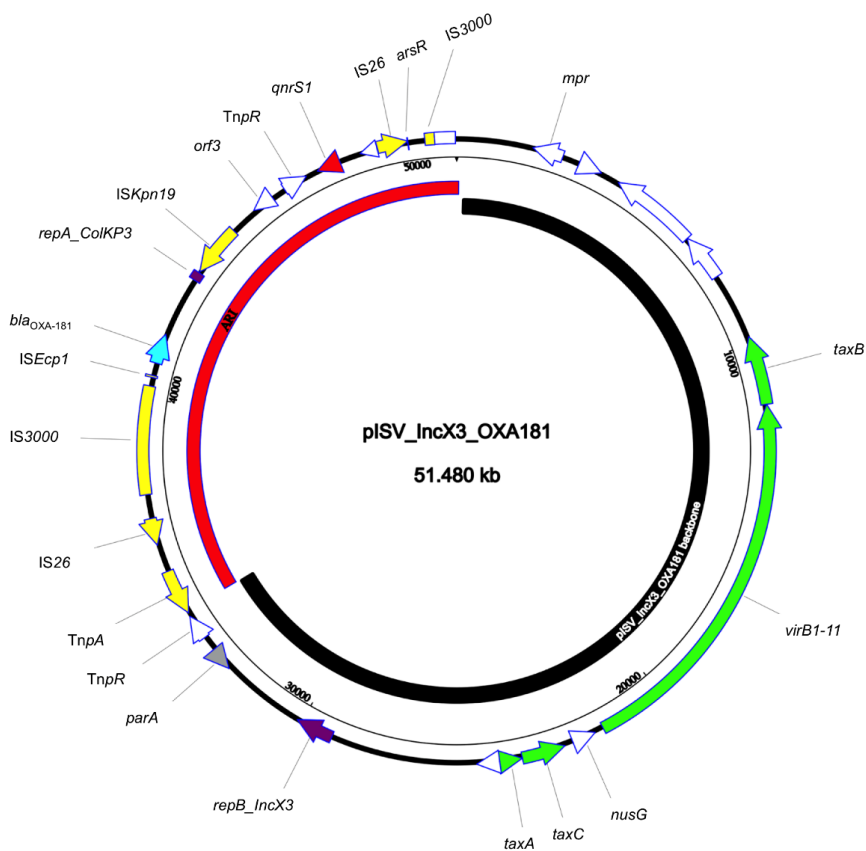 IS3000
arsR
IS26
mpr
qnrS1
TnpR
orf3
50000
ISKpn19
repA_ColKP3
ARI
blaOXA-181
taxB
10000
ISEcp1
40000
pISV_IncX3_OXA181
IS3000
51.480 kb
pISV_IncX3_OXA181 backbone
IS26
virB1-11
TnpA
TnpR
20000
30000
parA
repB_IncX3
nusG
taxC
taxA